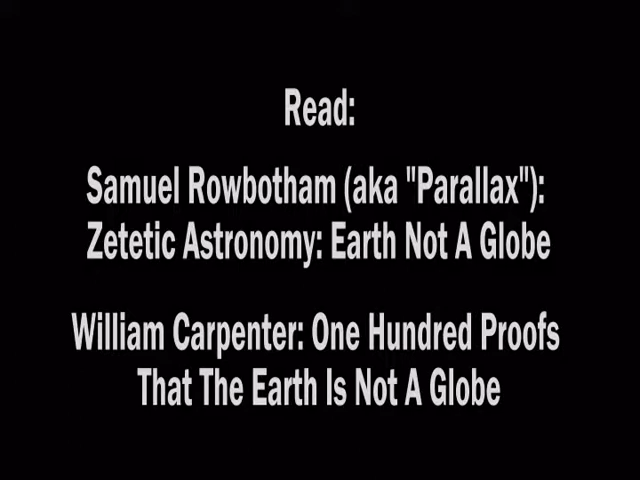 Read:
Samuel Rowbotham (aka "Parallax"):
Zetetic Astronomy: Earth Not A Globe
William Carpenter: One Hundred Proofs
That The Earth Is Not A Globe